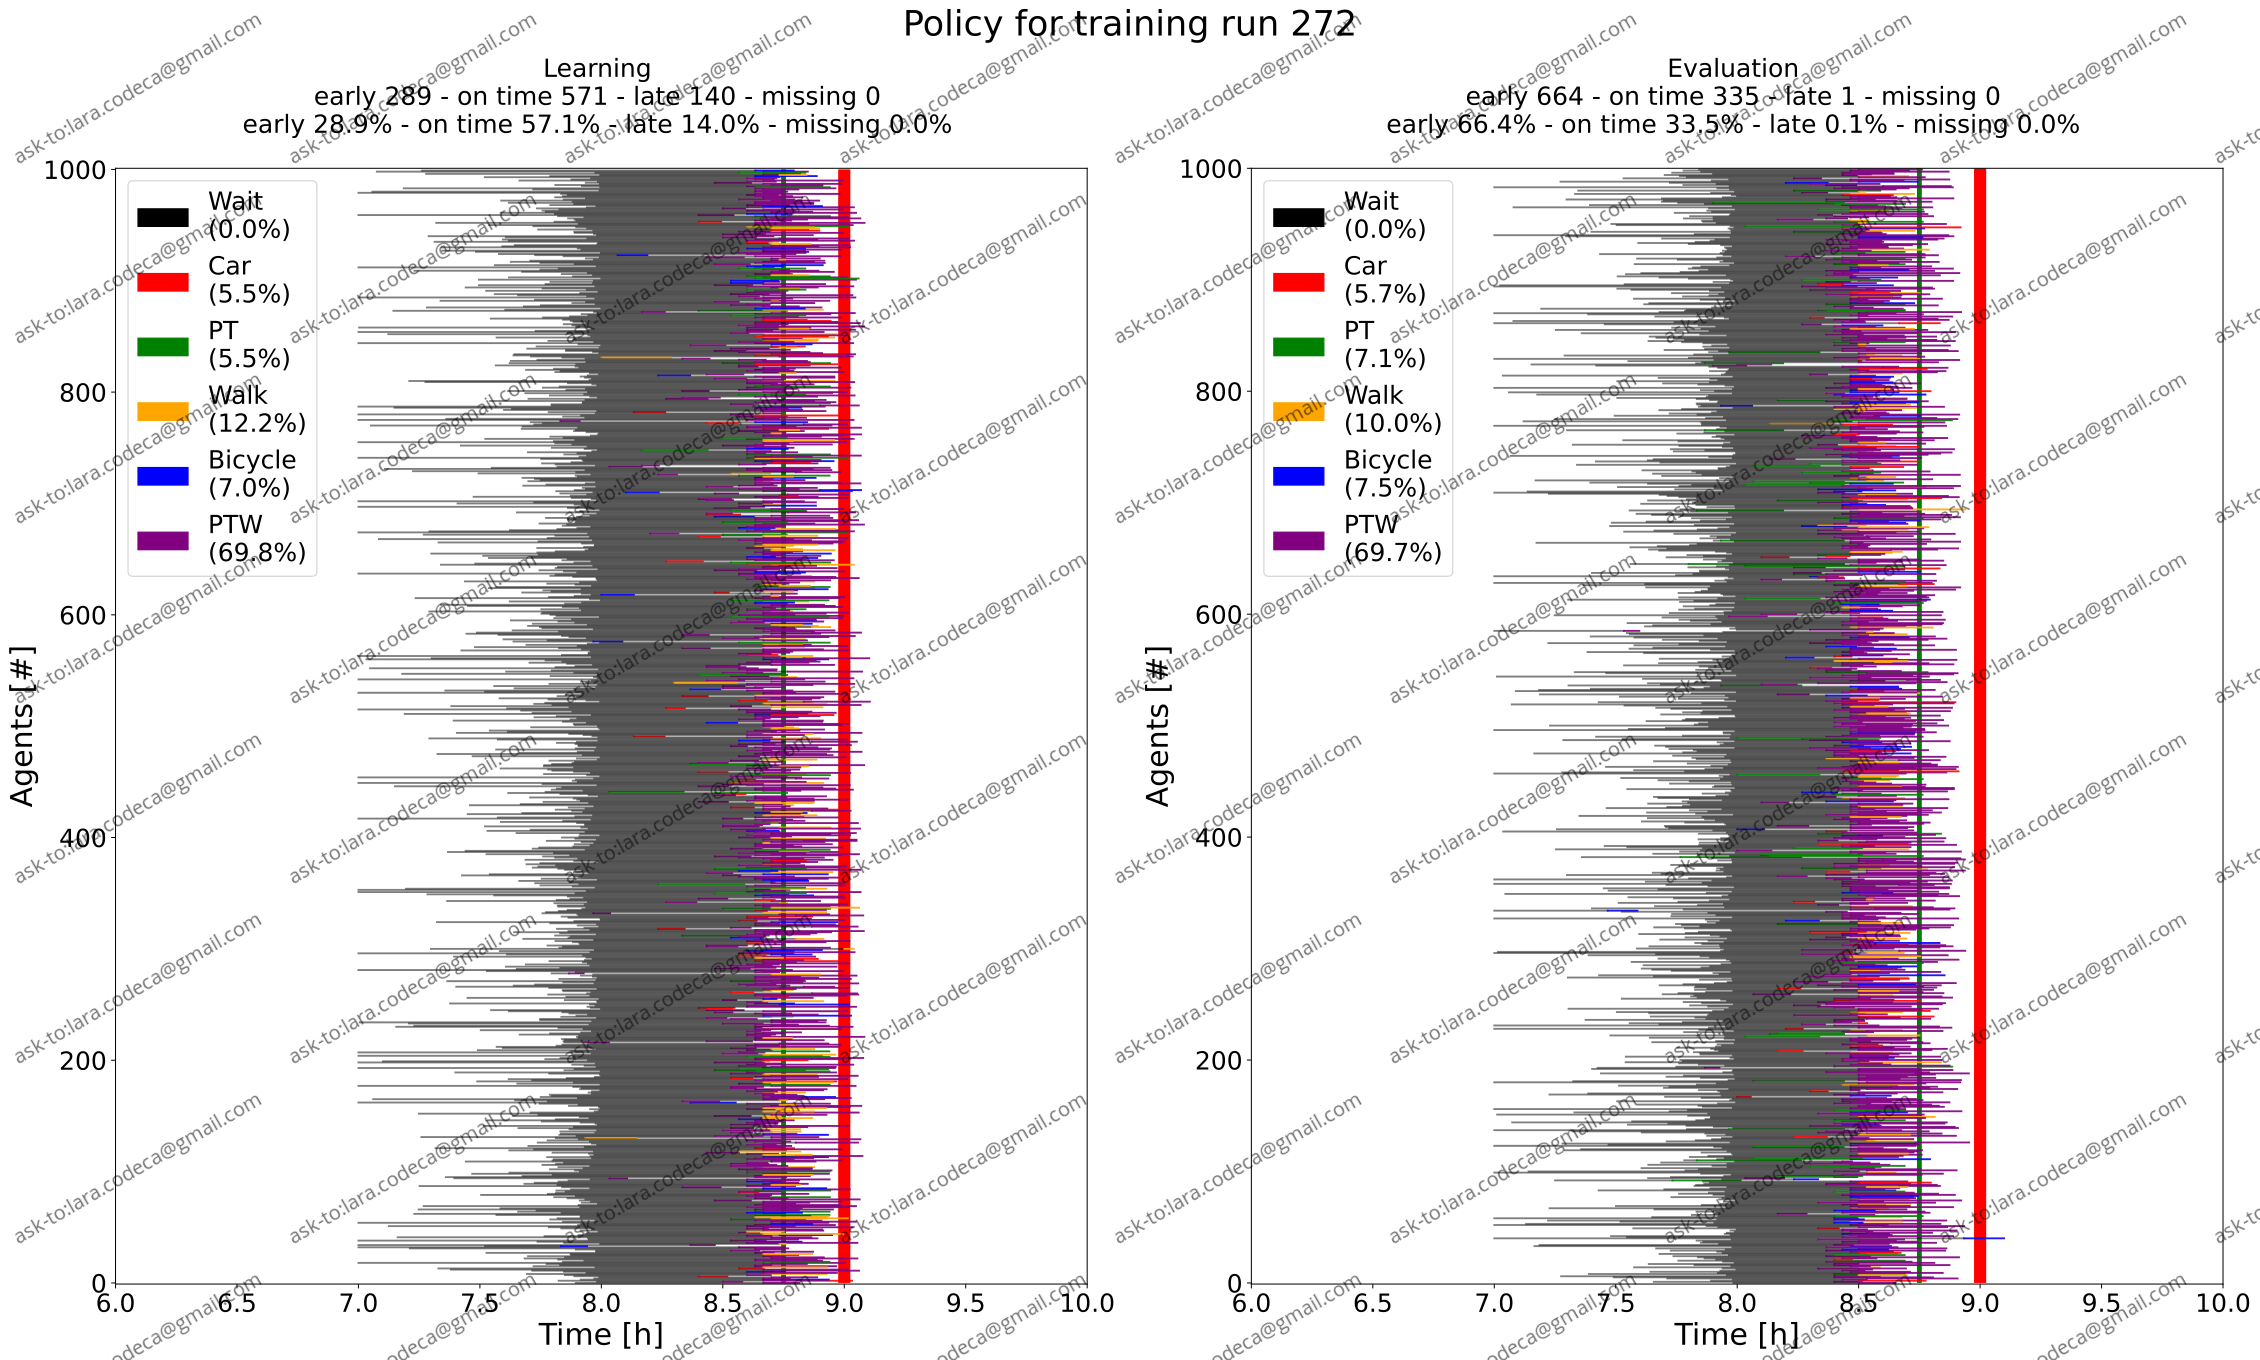 Policy for training run 272
Learning
early 289 - on time 571 - late 140 - missing 0
early 28.9% - on time 57.1% - late 14.0% - missing 0.0%
1000
800
600
400
200
0
Agents [#]
Wait
(0.0%)
Car
(5.5%)
PT
(5.5%)
Walk
(12.2%)
Bicycle
(7.0%)
PTW
(69.8%)
6.0 6.5 7.0 7.5 8.0 8.5 9.0 9.5 10.0
Time [h]
Evaluation
early 664 - on time 335 - late 1 - missing 0
early 66.4% - on time 33.5% - late 0.1% - missing 0.0%
1000
800
600
400
200
0
Agents [#]
Wait
(0.0%)
Car
(5.7%)
PT
(7.1%)
Walk
(10.0%)
Bicycle
(7.5%)
PTW
(69.7%)
6.0 6.5 7.0 7.5 8.0 8.5 9.0 9.5 10.0
Time [h]
ask-to:lara.codeca@gmail.com